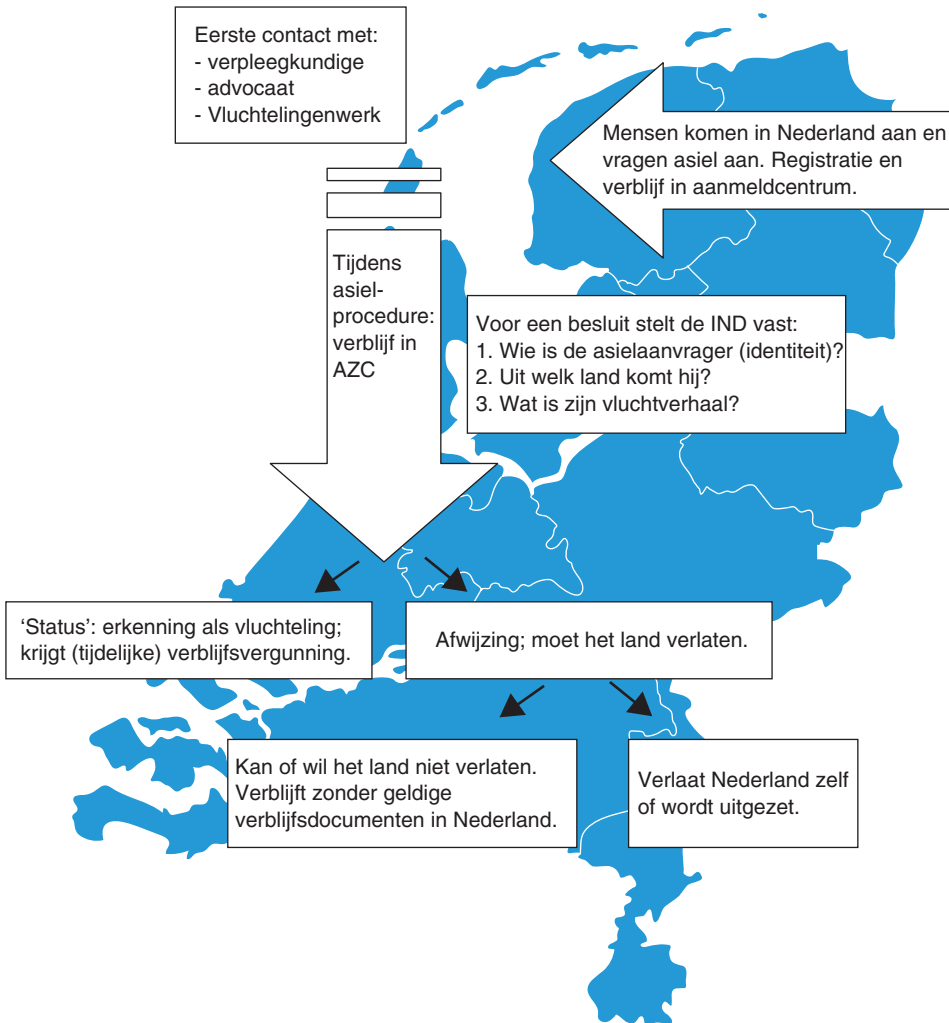 Eerste contact met:
- verpleegkundige
- advocaat
- Vluchtelingenwerk
Mensen komen in Nederland aan en
vragen asiel aan. Registratie en
verblijf in aanmeldcentrum.
Tijdens
asiel-
procedure:
verblijf in
AZC
Voor een besluit stelt de IND vast:
1. Wie is de asielaanvrager (identiteit)?
2. Uit welk land komt hij?
3. Wat is zijn vluchtverhaal?
‘Status’: erkenning als vluchteling;
krijgt (tijdelijke) verblijfsvergunning.
Afwijzing; moet het land verlaten.
Kan of wil het land niet verlaten.
Verblijft zonder geldige
verblijfsdocumenten in Nederland.
Verlaat Nederland zelf
of wordt uitgezet.